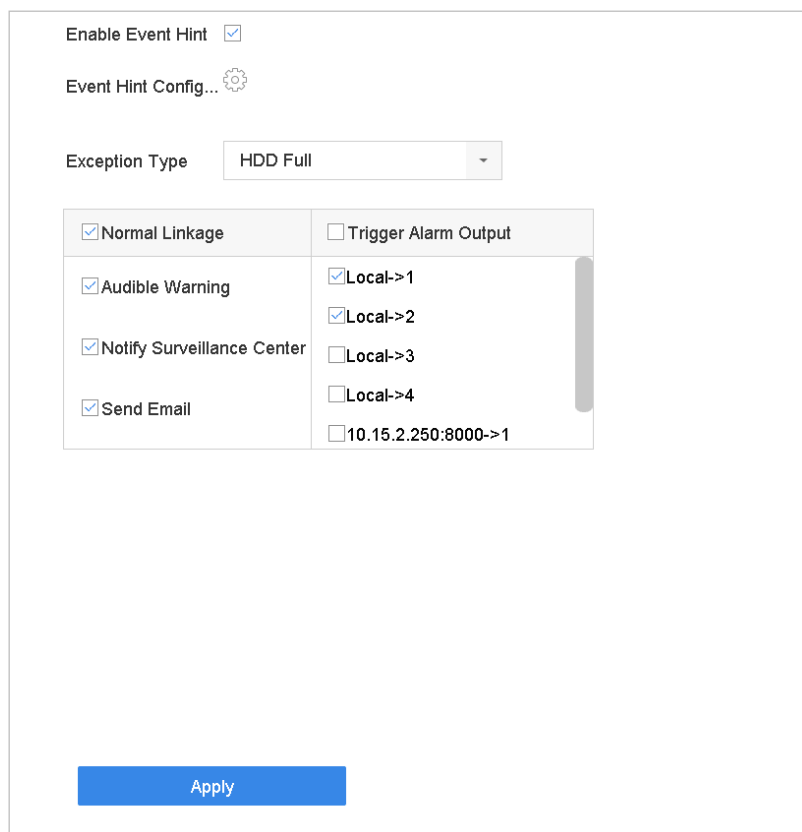 Enable Event Hint
Event Hint Config...
Exception Type HDD Full
Normal Linkage Trigger Alarm Output
Audible Warning Local->1
Local->2
Notify Surveillance Center Local->3
Local->4
Send Email
10.15.2.250:8000->1
Apply